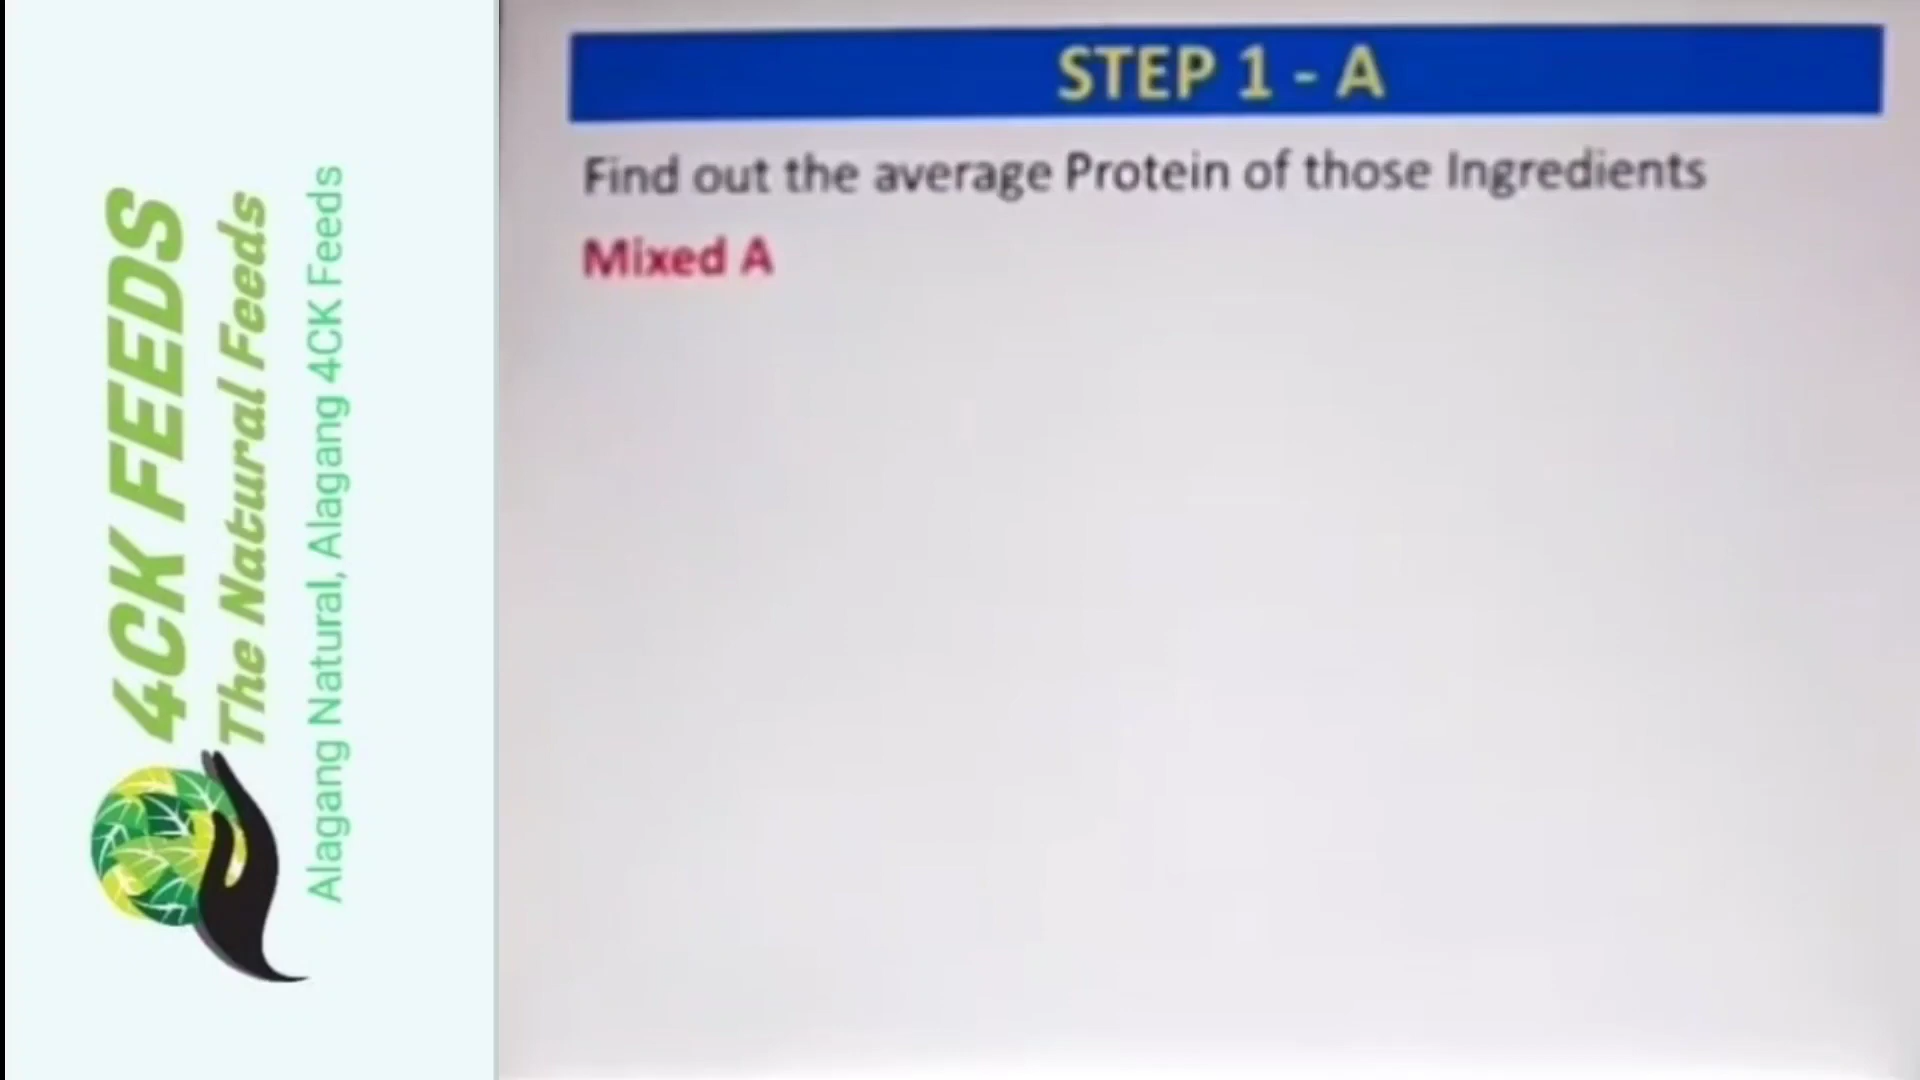 4CK FEEDS
The Natural Feeds
Alagang Natural, Alagang 4CK Feeds
STEP 1 - A
Find out the average Protein of those Ingredients
Mixed A